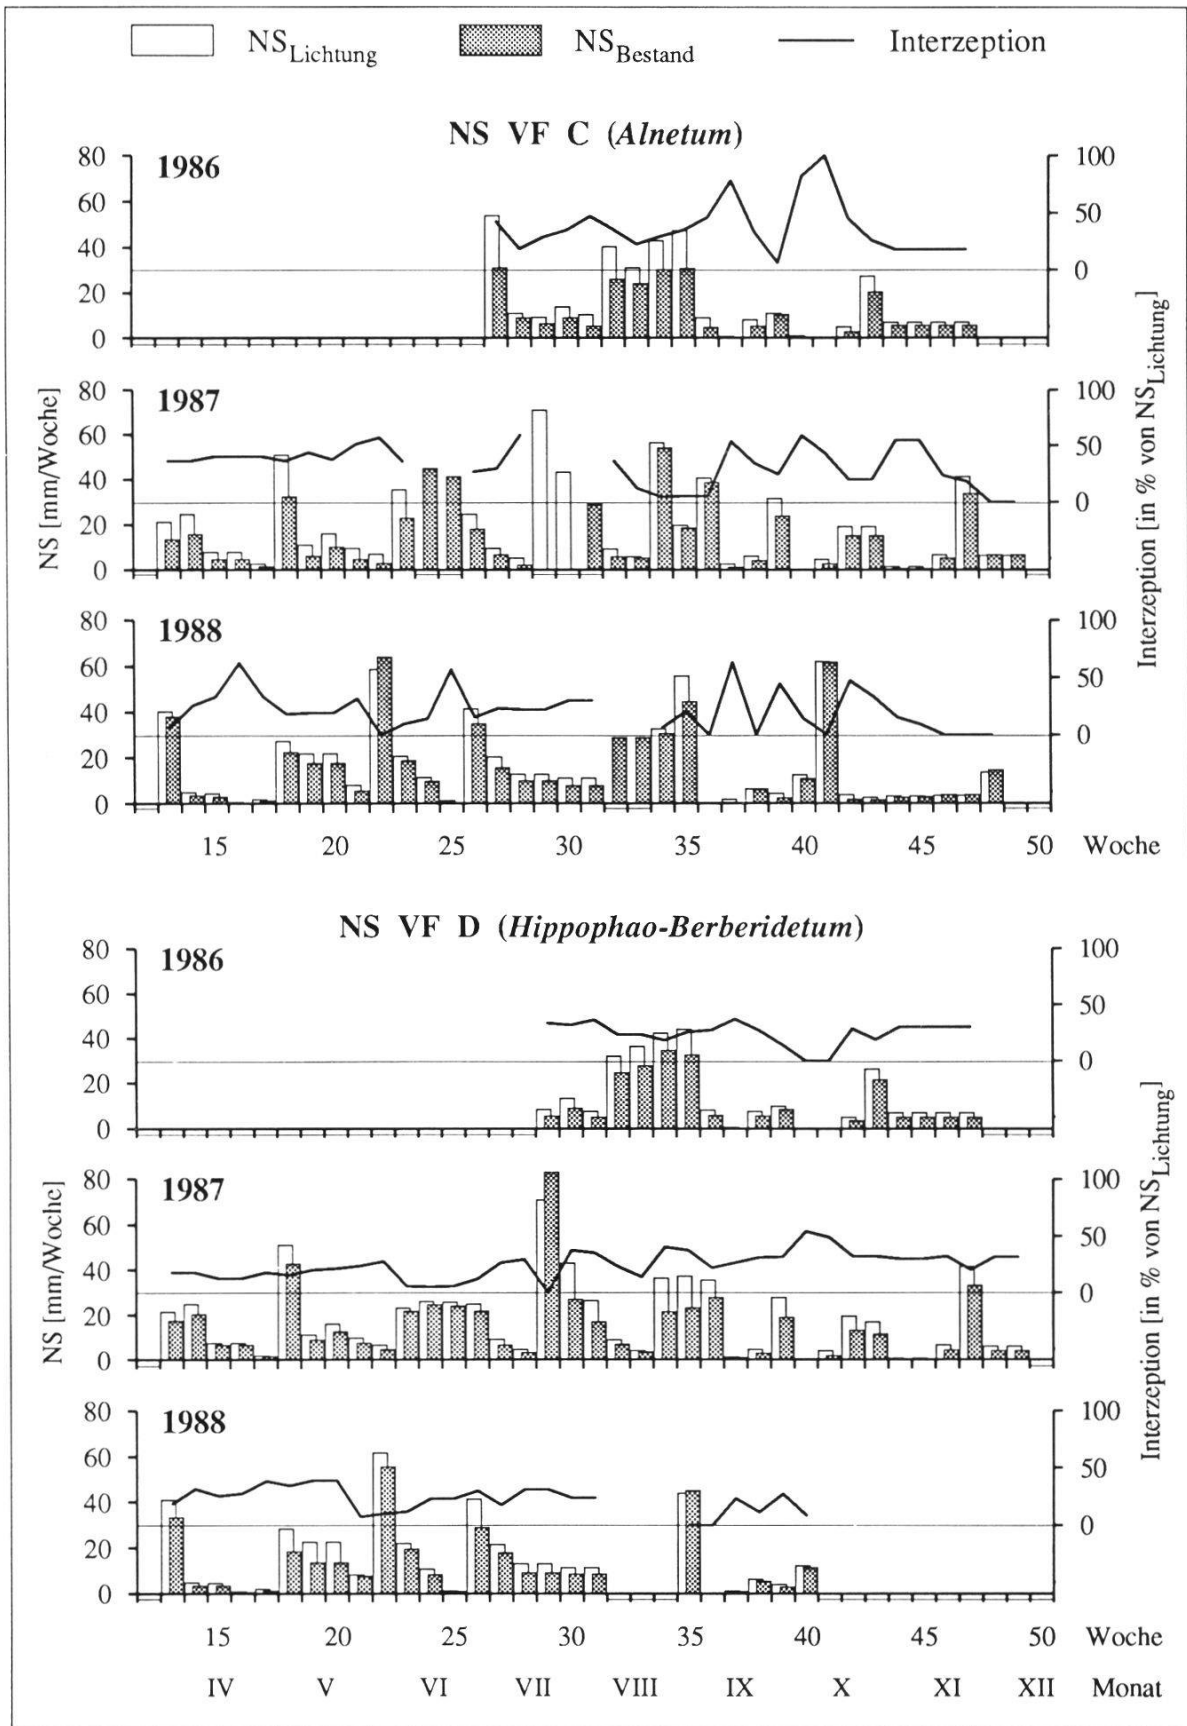 NS_Lichtung NS_Bestand Interzeption
NS VF C (Alnetum)
NS [mm/Woche]
Interzeption [in % von NS_Lichtung]
1986
80 60 40 20 0
100 50 0
1987
80 60 40 20 0
100 50 0
1988
80 60 40 20 0
100 50 0
15 20 25 30 35 40 45 50 Woche
NS VF D (Hippophao-Berberidetum)
NS [mm/Woche]
Interzeption [in % von NS_Lichtung]
1986
80 60 40 20 0
100 50 0
1987
80 60 40 20 0
100 50 0
1988
80 60 40 20 0
100 50 0
15 20 25 30 35 40 45 50 Woche
IV V VI VII VIII IX X XI XII Monat